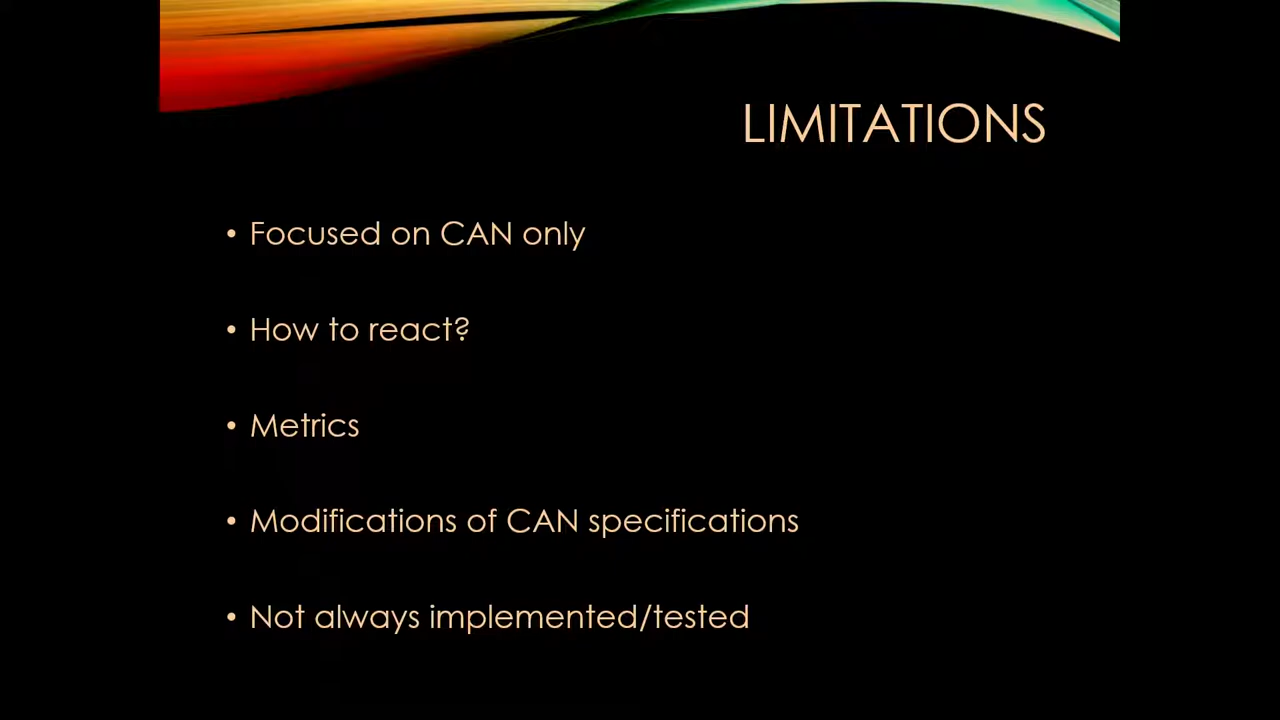 LIMITATIONS
• Focused on CAN only
• How to react?
• Metrics
• Modifications of CAN specifications
• Not always implemented/tested